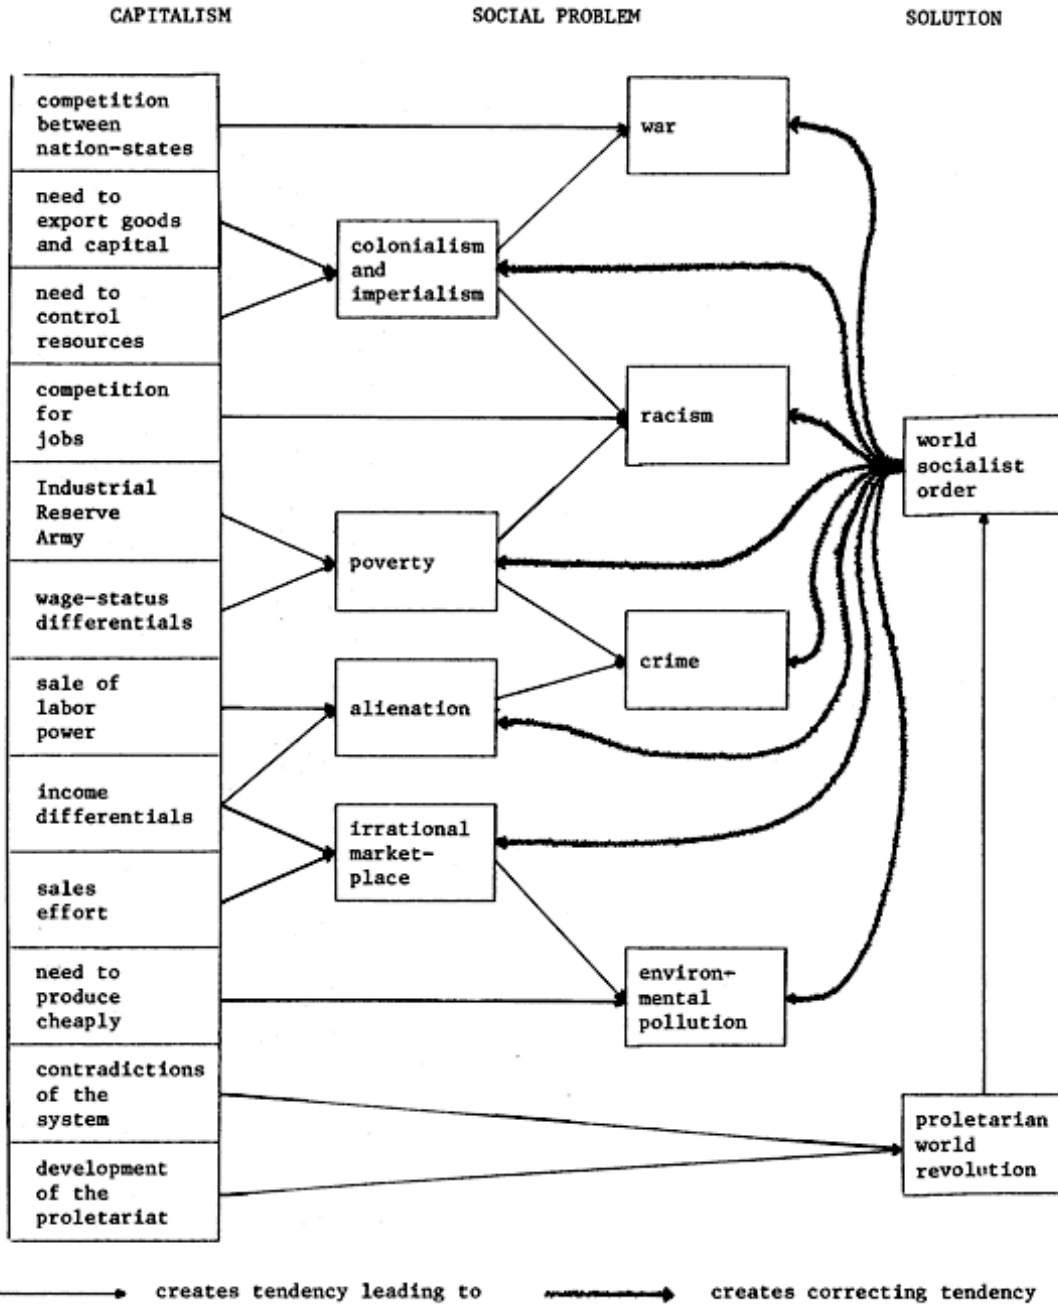 CAPITALISM
SOCIAL PROBLEM
SOLUTION
competition
between
nation-states
need to
export goods
and capital
need to
control
resources
competition
for
jobs
Industrial
Reserve
Army
wage-status
differentials
sale of
labor
power
income
differentials
sales
effort
need to
produce
cheaply
contradictions
of the
system
development
of the
proletariat
colonialism
and
imperialism
poverty
alienation
irrational
market-
place
war
racism
crime
environ-
mental
pollution
world
socialist
order
proletarian
world
revolution
creates tendency leading to
creates correcting tendency